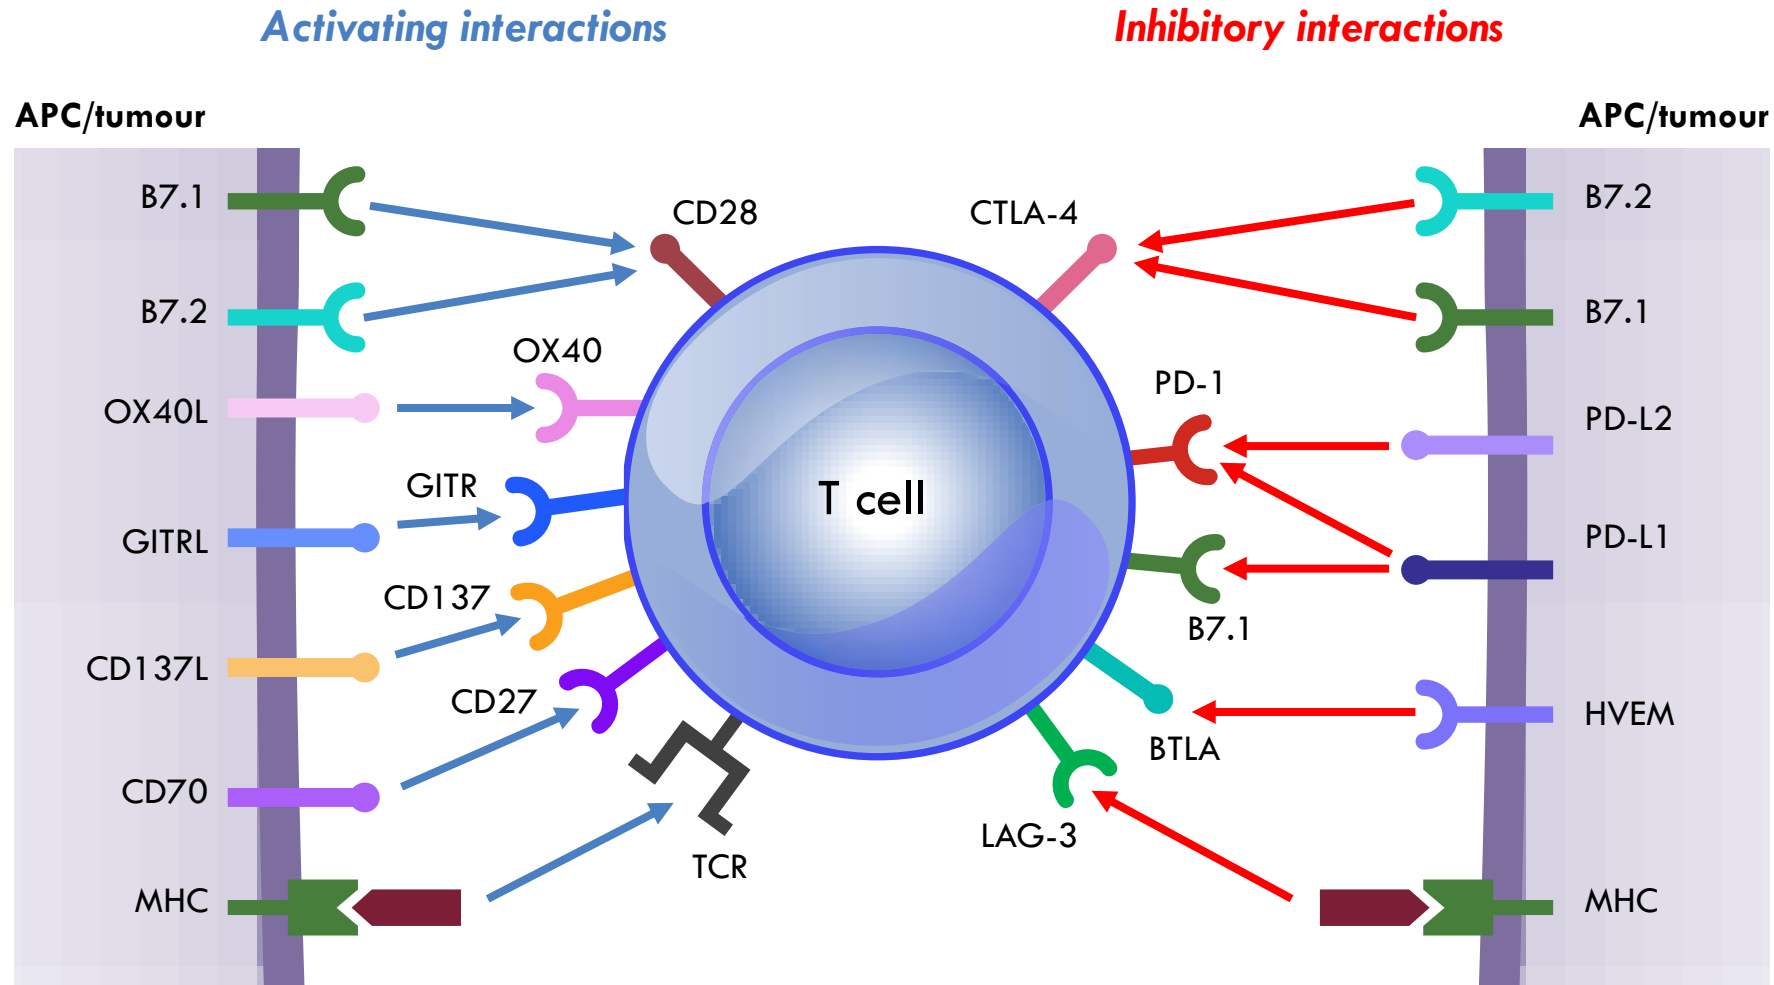 Activating interactions
Inhibitory interactions
APC/tumour
APC/tumour
B7.1
CD28
CTLA-4
B7.2
B7.2
B7.1
OX40
PD-1
OX40L
PD-L2
GITR
T cell
GITRL
PD-L1
CD137
B7.1
CD137L
CD27
HVEM
BTLA
CD70
LAG-3
TCR
MHC
MHC